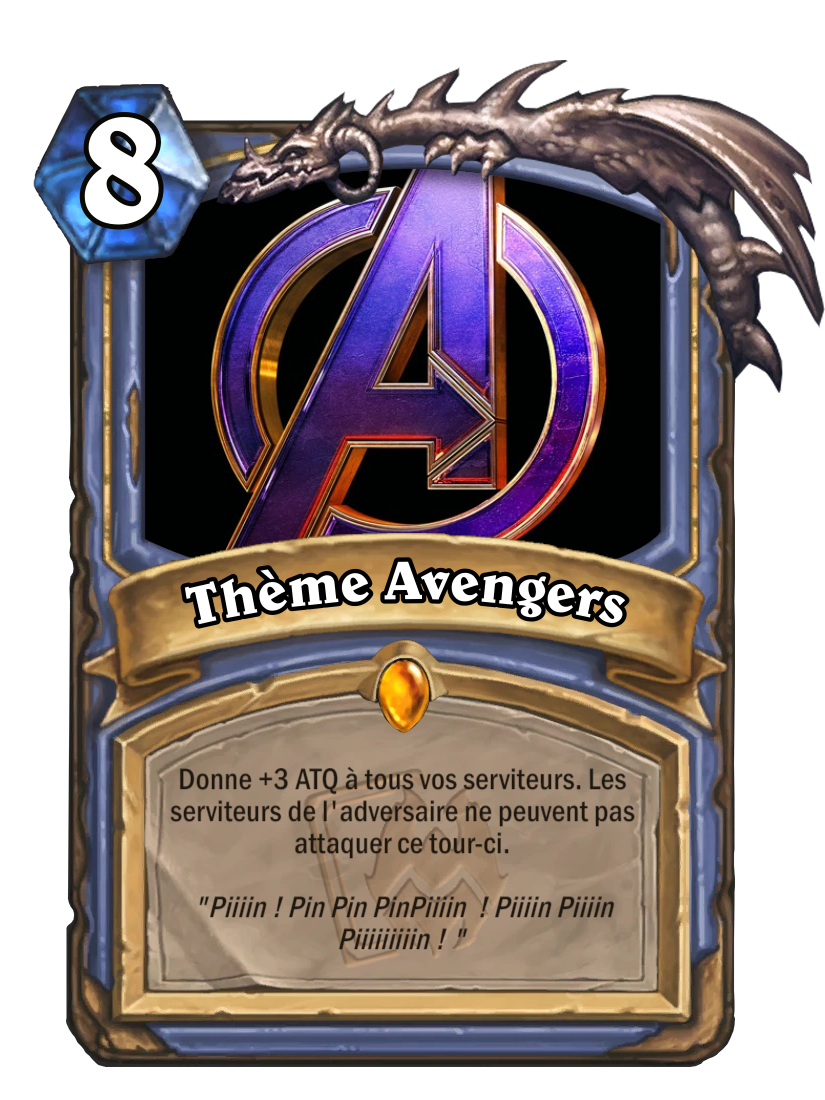 8
Thème Avengers
Donne +3 ATQ à tous vos serviteurs. Les
serviteurs de l'adversaire ne peuvent pas
attaquer ce tour-ci.
"Piiiin ! Pin Pin PinPiiiin  ! Piiiin Piiiin
Piiiiiiiin ! "